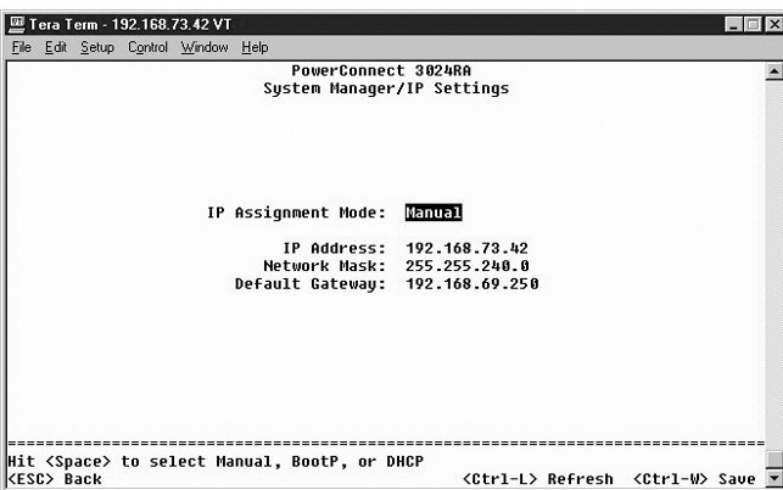 Tera Term - 192.168.73.42 VT
File Edit Setup Control Window Help
PowerConnect 3024RA
System Manager/IP Settings
IP Assignment Mode: Manual
IP Address: 192.168.73.42
Network Mask: 255.255.240.0
Default Gateway: 192.168.69.250
================================================================================
Hit <Space> to select Manual, BootP, or DHCP
<ESC> Back <Ctrl-L> Refresh <Ctrl-W> Save